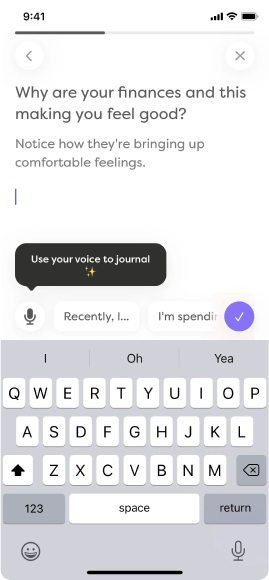 9:41
Why are your finances and this
making you feel good?
Notice how they're bringing up
comfortable feelings.
Use your voice to journal
✨
Recently, I... I'm spendin
I Oh Yea
Q W E R T Y U I O P
A S D F G H J K L
Z X C V B N M
123 space return